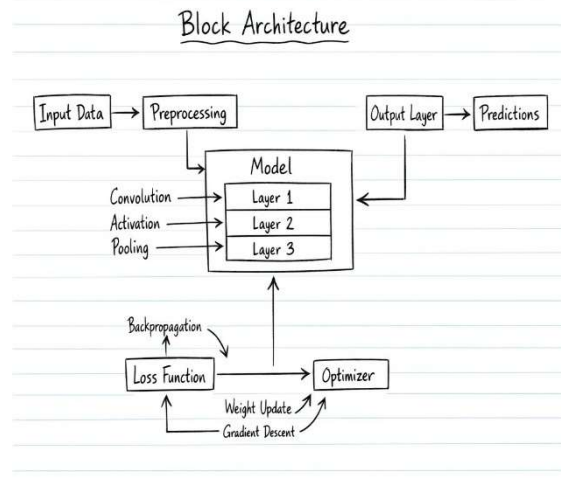 Block Architecture
Input Data
Preprocessing
Output Layer
Predictions
Model
Convolution
Layer 1
Activation
Layer 2
Pooling
Layer 3
Backpropagation
Loss Function
Optimizer
Weight Update
Gradient Descent